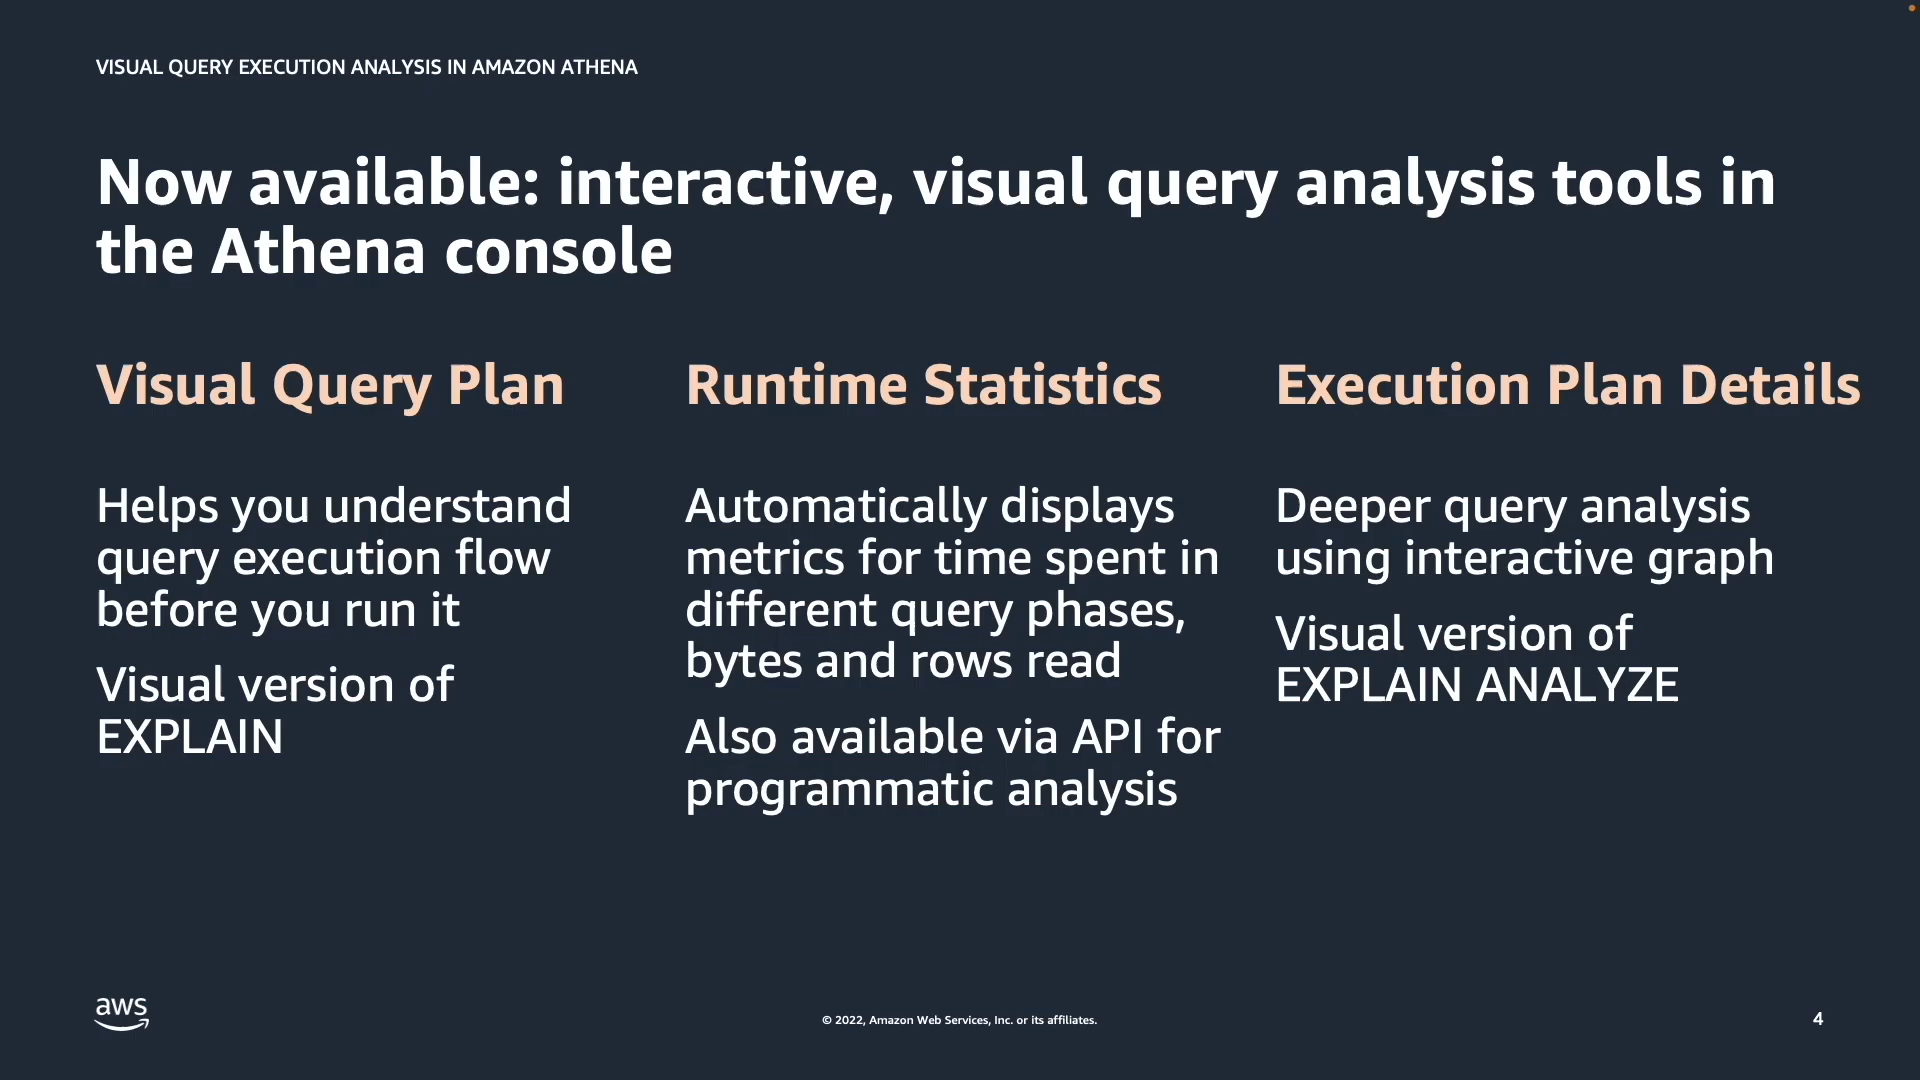 VISUAL QUERY EXECUTION ANALYSIS IN AMAZON ATHENA
Now available: interactive, visual query analysis tools in
the Athena console
Visual Query Plan
Helps you understand
query execution flow
before you run it
Visual version of
EXPLAIN
Runtime Statistics
Automatically displays
metrics for time spent in
different query phases,
bytes and rows read
Also available via API for
programmatic analysis
Execution Plan Details
Deeper query analysis
using interactive graph
Visual version of
EXPLAIN ANALYZE
aws
© 2022, Amazon Web Services, Inc. or its affiliates.
4